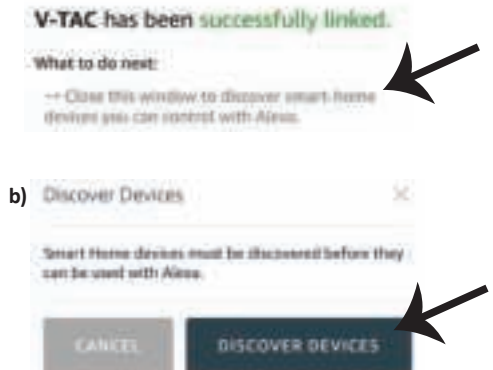 V-TAC has been successfully linked.
What to do next:
→ Close this window to discover smart-home
devices you can control with Alexa.
b) Discover Devices
Smart Home devices must be discovered before they
can be used with Alexa.
CANCEL DISCOVER DEVICES